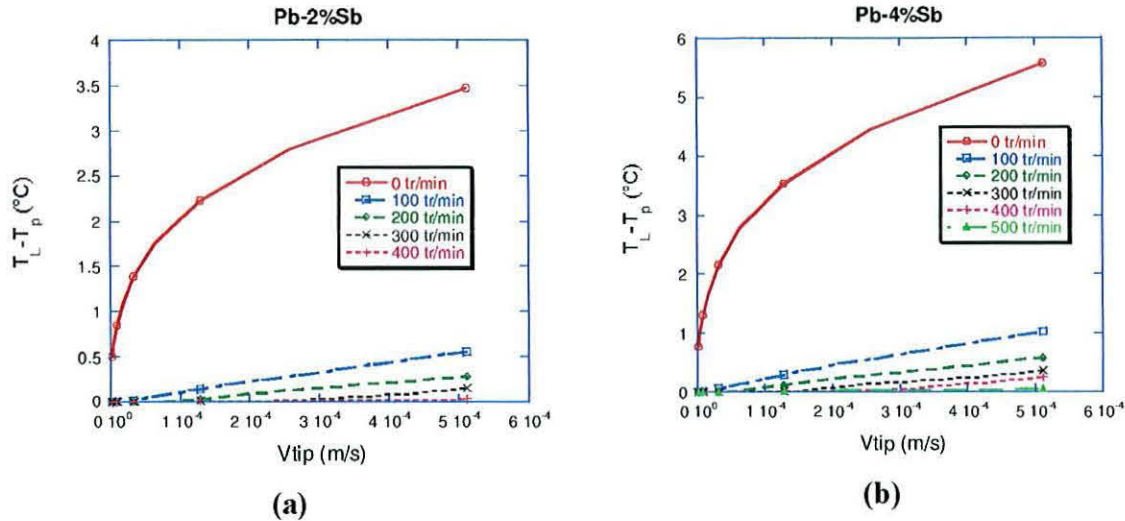 Pb-2%Sb
4
3.5
3
2.5
2
1.5
1
0.5
0
T_L-T_p (°C)
0 tr/min
100 tr/min
200 tr/min
300 tr/min
400 tr/min
0 10⁰
1 10⁻⁴
2 10⁻⁴
3 10⁻⁴
4 10⁻⁴
5 10⁻⁴
6 10⁻⁴
Vtip (m/s)
(a)
Pb-4%Sb
6
5
4
3
2
1
0
T_L-T_p (°C)
0 tr/min
100 tr/min
200 tr/min
300 tr/min
400 tr/min
500 tr/min
0 10⁰
1 10⁻⁴
2 10⁻⁴
3 10⁻⁴
4 10⁻⁴
5 10⁻⁴
6 10⁻⁴
Vtip (m/s)
(b)